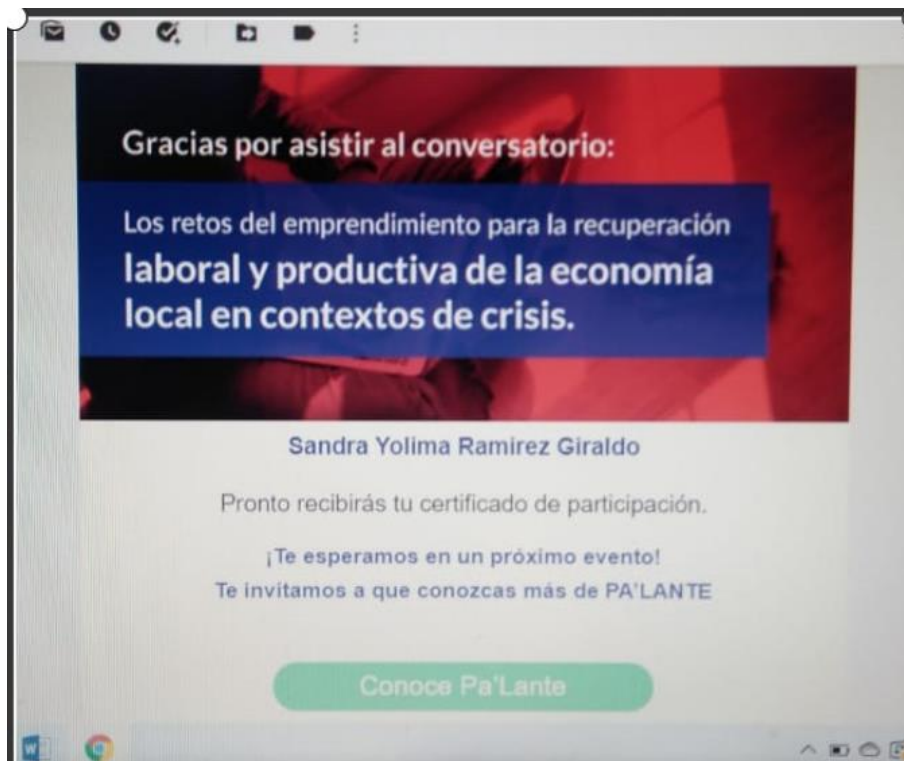 Gracias por asistir al conversatorio:
Los retos del emprendimiento para la recuperación
laboral y productiva de la economía
local en contextos de crisis.
Sandra Yolima Ramirez Giraldo
Pronto recibirás tu certificado de participación.
¡Te esperamos en un próximo evento!
Te invitamos a que conozcas más de PA'LANTE
Conoce Pa'Lante
W